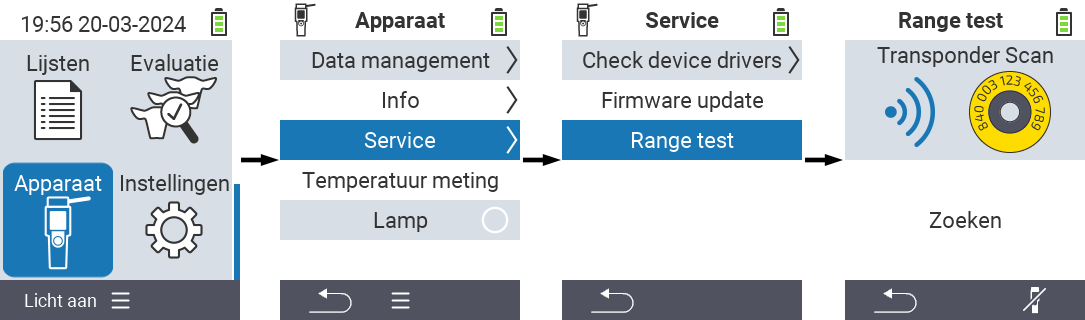 19:56 20-03-2024
Lijsten
Evaluatie
Apparaat
Instellingen
Licht aan
Apparaat
Data management
Info
Service
Temperatuur meting
Lamp
Service
Check device drivers
Firmware update
Range test
Range test
Transponder Scan
840 003 123 456 789
Zoeken